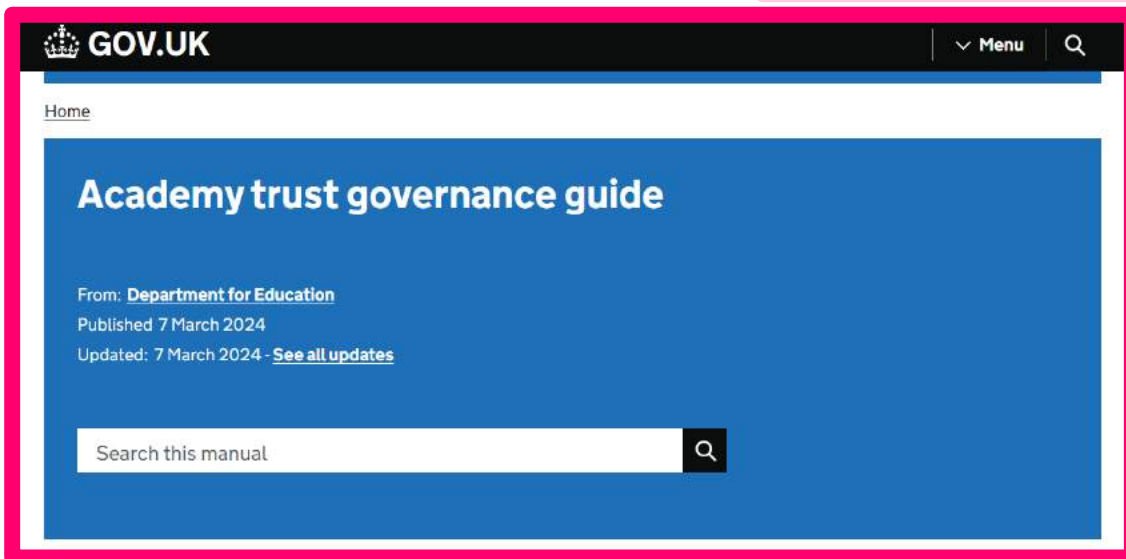 GOV.UK
Menu
Home
Academy trust governance guide
From: Department for Education
Published 7 March 2024
Updated: 7 March 2024 - See all updates
Search this manual